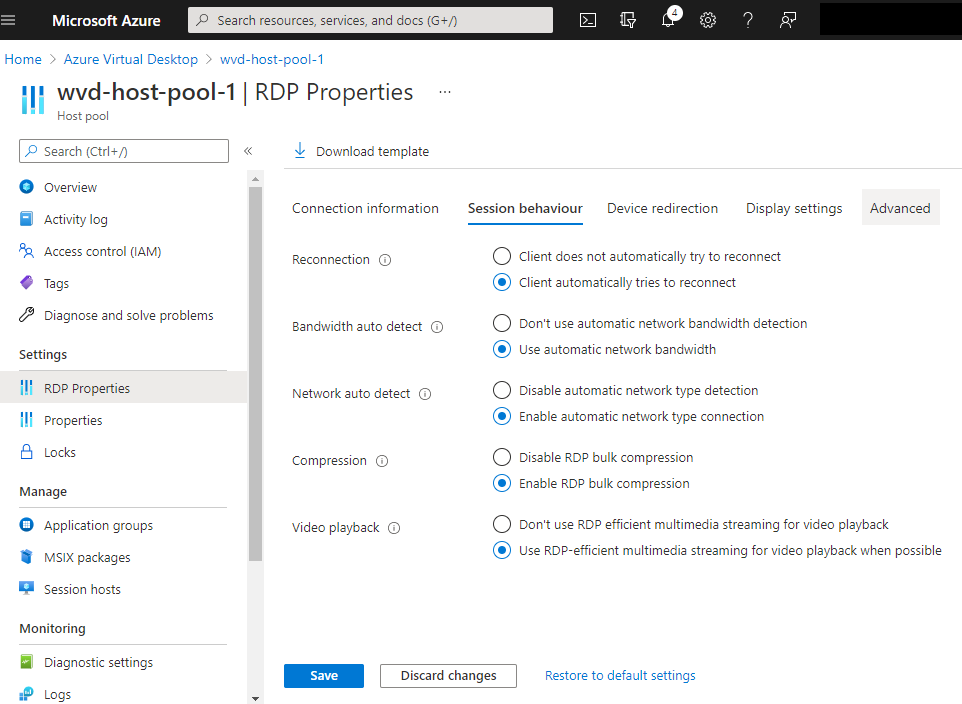 Microsoft Azure
Search resources, services, and docs (G+/)
4
Home > Azure Virtual Desktop > wvd-host-pool-1
wvd-host-pool-1 | RDP Properties ...
Host pool
Search (Ctrl+/)
«
Download template
Overview
Activity log
Access control (IAM)
Tags
Diagnose and solve problems
Settings
RDP Properties
Properties
Locks
Manage
Application groups
MSIX packages
Session hosts
Monitoring
Diagnostic settings
Logs
Connection information
Session behaviour
Device redirection
Display settings
Advanced
Reconnection
Client does not automatically try to reconnect
Client automatically tries to reconnect
Bandwidth auto detect
Don't use automatic network bandwidth detection
Use automatic network bandwidth
Network auto detect
Disable automatic network type detection
Enable automatic network type connection
Compression
Disable RDP bulk compression
Enable RDP bulk compression
Video playback
Don't use RDP efficient multimedia streaming for video playback
Use RDP-efficient multimedia streaming for video playback when possible
Save
Discard changes
Restore to default settings